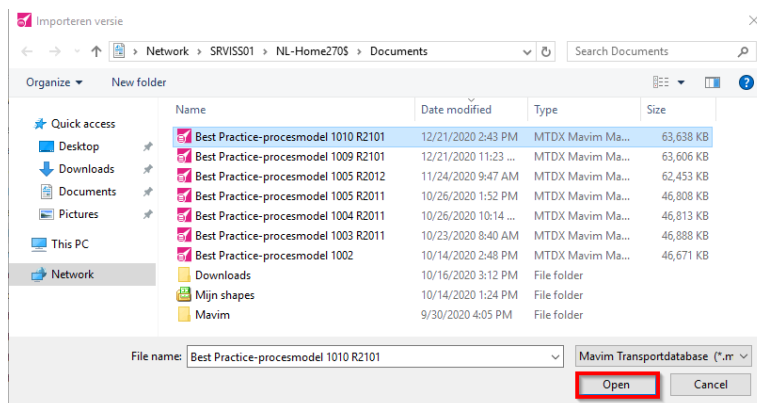 Importeren versie
Network > SRVISS01 > NL-Home270$ > Documents
Search Documents
Organize
New folder
Name Date modified Type Size
Quick access
Desktop
Downloads
Documents
Pictures
This PC
Network
Best Practice-procesmodel 1010 R2101 12/21/2020 2:43 PM MTDX Mavim Ma... 63,638 KB
Best Practice-procesmodel 1009 R2101 12/21/2020 11:23 ... MTDX Mavim Ma... 63,606 KB
Best Practice-procesmodel 1005 R2012 11/24/2020 9:47 AM MTDX Mavim Ma... 62,453 KB
Best Practice-procesmodel 1005 R2011 10/26/2020 1:52 PM MTDX Mavim Ma... 46,808 KB
Best Practice-procesmodel 1004 R2011 10/26/2020 10:14 ... MTDX Mavim Ma... 46,813 KB
Best Practice-procesmodel 1003 R2011 10/23/2020 8:40 AM MTDX Mavim Ma... 46,888 KB
Best Practice-procesmodel 1002 10/14/2020 2:48 PM MTDX Mavim Ma... 46,671 KB
Downloads 10/16/2020 3:12 PM File folder
Mijn shapes 10/14/2020 1:24 PM File folder
Mavim 9/30/2020 4:05 PM File folder
File name: Best Practice-procesmodel 1010 R2101
Mavim Transportdatabase (*.m
Open
Cancel